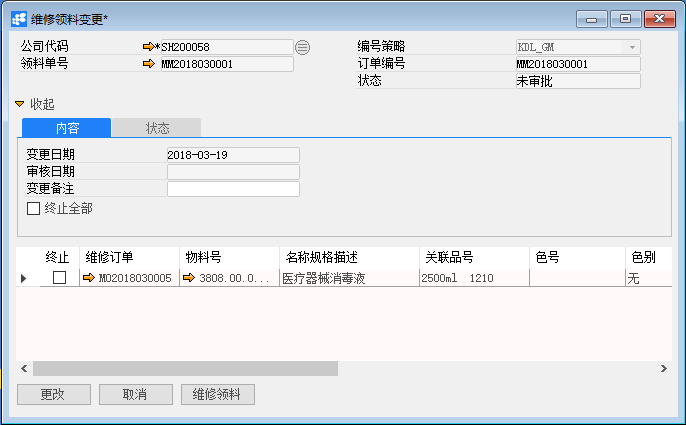 维修领料变更*
公司代码 *SH200058 编号策略 KDL_GM
领料单号 MM2018030001 订单编号 MM2018030001
状态 未审批
收起
内容 状态
变更日期 2018-03-19
审核日期
变更备注
终止全部
终止 维修订单 物料号 名称规格描述 关联品号 色号 色别
MO2018030005 3808.00.0... 医疗器械消毒液 2500ml 1210 无
更改 取消 维修领料